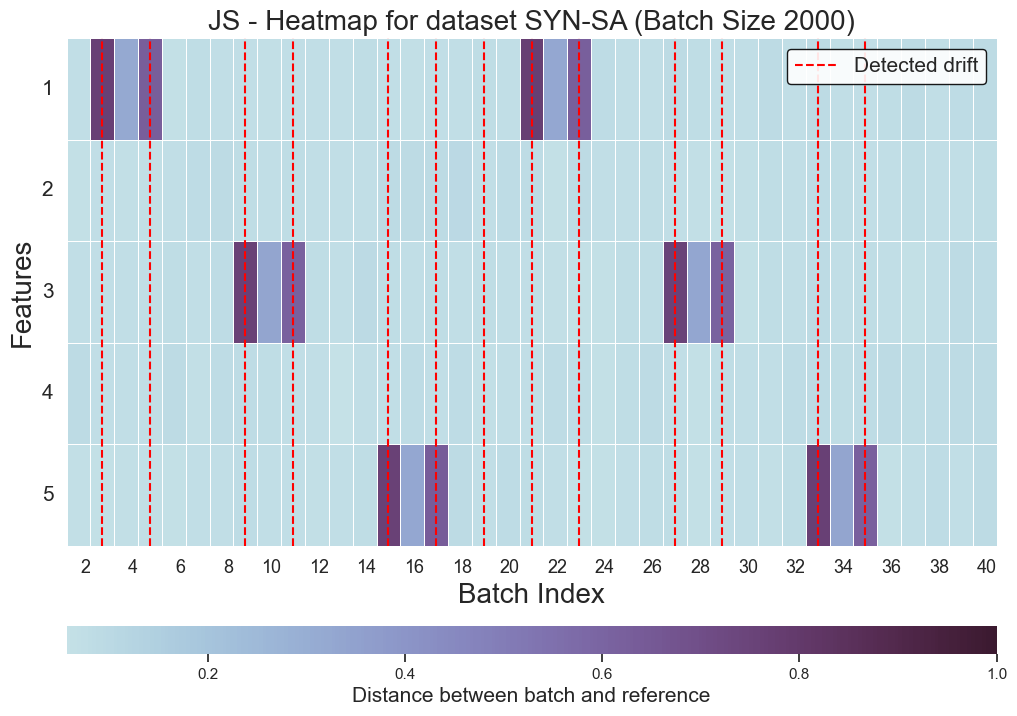 JS - Heatmap for dataset SYN-SA (Batch Size 2000)
Detected drift
Features
1
2
3
4
5
2 4 6 8 10 12 14 16 18 20 22 24 26 28 30 32 34 36 38 40
Batch Index
0.2 0.4 0.6 0.8 1.0
Distance between batch and reference